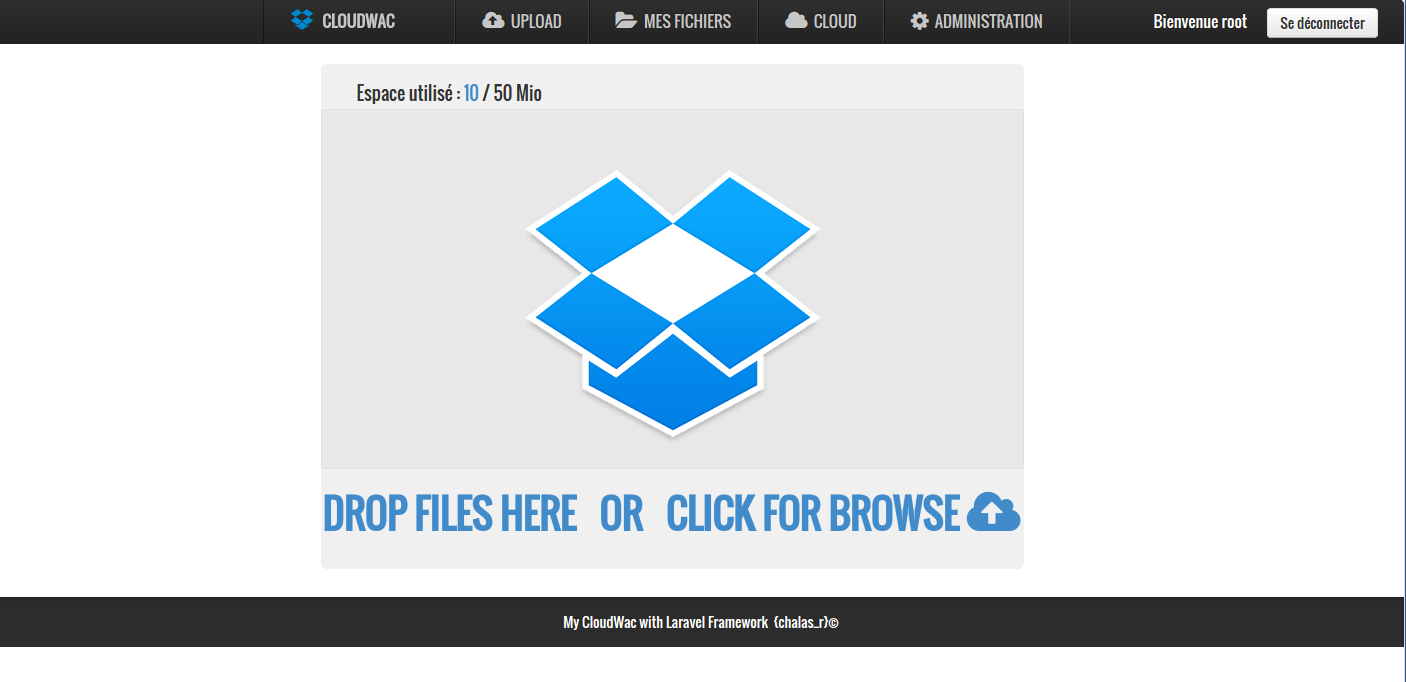 CLOUDWAC UPLOAD MES FICHIERS CLOUD ADMINISTRATION Bienvenue root Se déconnecter
Espace utilisé : 10 / 50 Mio
DROP FILES HERE OR CLICK FOR BROWSE
My CloudWac with Laravel Framework {chalas_r}©